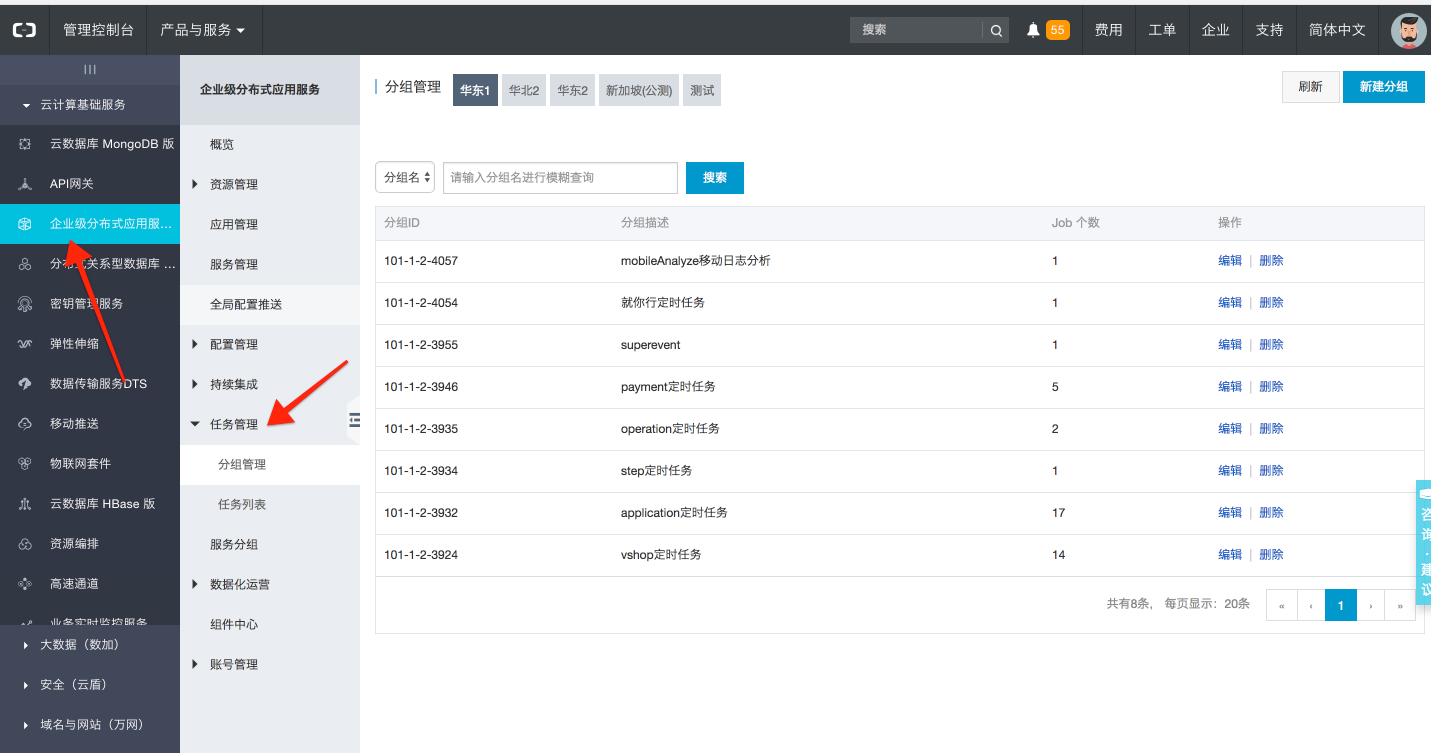 管理控制台
产品与服务
搜索
55
费用
工单
企业
支持
简体中文
云计算基础服务
云数据库 MongoDB 版
API网关
企业级分布式应用服...
分布式关系型数据库 ...
密钥管理服务
弹性伸缩
数据传输服务DTS
移动推送
物联网套件
云数据库 HBase 版
资源编排
高速通道
业务实时监控服务
大数据（数加）
安全（云盾）
域名与网站（万网）
企业级分布式应用服务
概览
资源管理
应用管理
服务管理
全局配置推送
配置管理
持续集成
任务管理
分组管理
任务列表
服务分组
数据化运营
组件中心
账号管理
分组管理 华东1 华北2 华东2 新加坡(公测) 测试
刷新 新建分组
分组名 请输入分组名进行模糊查询 搜索
分组ID 分组描述 Job 个数 操作
101-1-2-4057 mobileAnalyze移动日志分析 1 编辑 | 删除
101-1-2-4054 就你行定时任务 1 编辑 | 删除
101-1-2-3955 superevent 1 编辑 | 删除
101-1-2-3946 payment定时任务 5 编辑 | 删除
101-1-2-3935 operation定时任务 2 编辑 | 删除
101-1-2-3934 step定时任务 1 编辑 | 删除
101-1-2-3932 application定时任务 17 编辑 | 删除
101-1-2-3924 vshop定时任务 14 编辑 | 删除
共有8条， 每页显示：20条 « ‹ 1 › »
咨询·建议